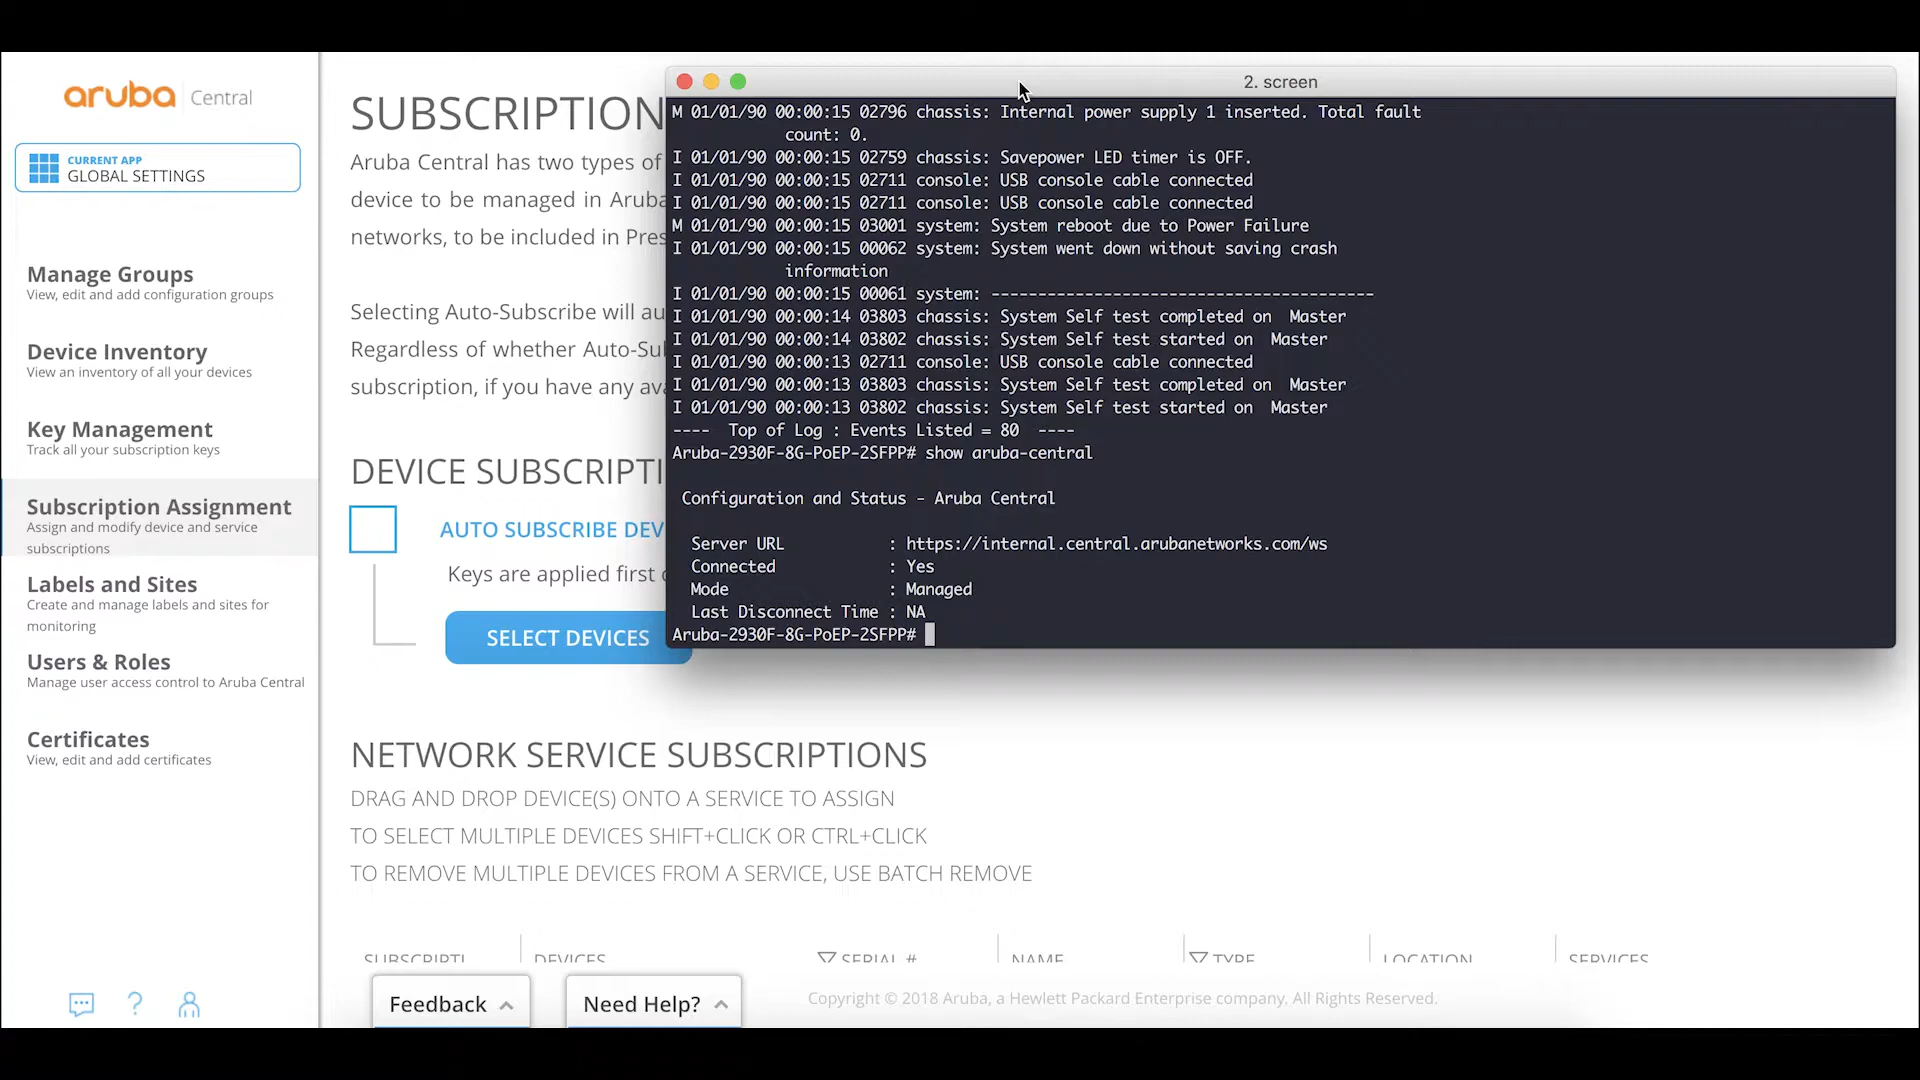 aruba Central
CURRENT APP
GLOBAL SETTINGS
Manage Groups
View, edit and add configuration groups
Device Inventory
View an inventory of all your devices
Key Management
Track all your subscription keys
Subscription Assignment
Assign and modify device and service
subscriptions
Labels and Sites
Create and manage labels and sites for
monitoring
Users & Roles
Manage user access control to Aruba Central
Certificates
View, edit and add certificates
SUBSCRIPTION
Aruba Central has two types of
device to be managed in Aruba
networks, to be included in Pres
Selecting Auto-Subscribe will au
Regardless of whether Auto-Su
subscription, if you have any ava
DEVICE SUBSCRIPTI
AUTO SUBSCRIBE DEV
Keys are applied first
SELECT DEVICES
2. screen
M 01/01/90 00:00:15 02796 chassis: Internal power supply 1 inserted. Total fault
count: 0.
I 01/01/90 00:00:15 02759 chassis: Savepower LED timer is OFF.
I 01/01/90 00:00:15 02711 console: USB console cable connected
I 01/01/90 00:00:15 02711 console: USB console cable connected
M 01/01/90 00:00:15 03001 system: System reboot due to Power Failure
I 01/01/90 00:00:15 00062 system: System went down without saving crash
information
I 01/01/90 00:00:15 00061 system: -----------------------------------------
I 01/01/90 00:00:14 03803 chassis: System Self test completed on  Master
I 01/01/90 00:00:14 03802 chassis: System Self test started on  Master
I 01/01/90 00:00:13 02711 console: USB console cable connected
I 01/01/90 00:00:13 03803 chassis: System Self test completed on  Master
I 01/01/90 00:00:13 03802 chassis: System Self test started on  Master
----  Top of Log : Events Listed = 80  ----
Aruba-2930F-8G-PoEP-2SFPP# show aruba-central
Configuration and Status - Aruba Central
Server URL : https://internal.central.arubanetworks.com/ws
Connected : Yes
Mode : Managed
Last Disconnect Time : NA
Aruba-2930F-8G-PoEP-2SFPP#
NETWORK SERVICE SUBSCRIPTIONS
DRAG AND DROP DEVICE(S) ONTO A SERVICE TO ASSIGN
TO SELECT MULTIPLE DEVICES SHIFT+CLICK OR CTRL+CLICK
TO REMOVE MULTIPLE DEVICES FROM A SERVICE, USE BATCH REMOVE
SUBSCRIPTI DEVICES SERIAL # NAME TYPE LOCATION SERVICES
Feedback Need Help? Copyright © 2018 Aruba, a Hewlett Packard Enterprise company. All Rights Reserved.